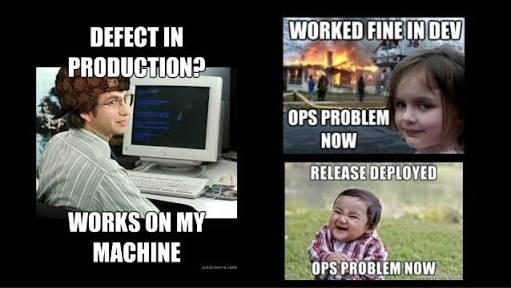 DEFECT IN
PRODUCTION?
WORKS ON MY
MACHINE
WORKED FINE IN DEV
OPS PROBLEM
NOW
RELEASE DEPLOYED
OPS PROBLEM NOW